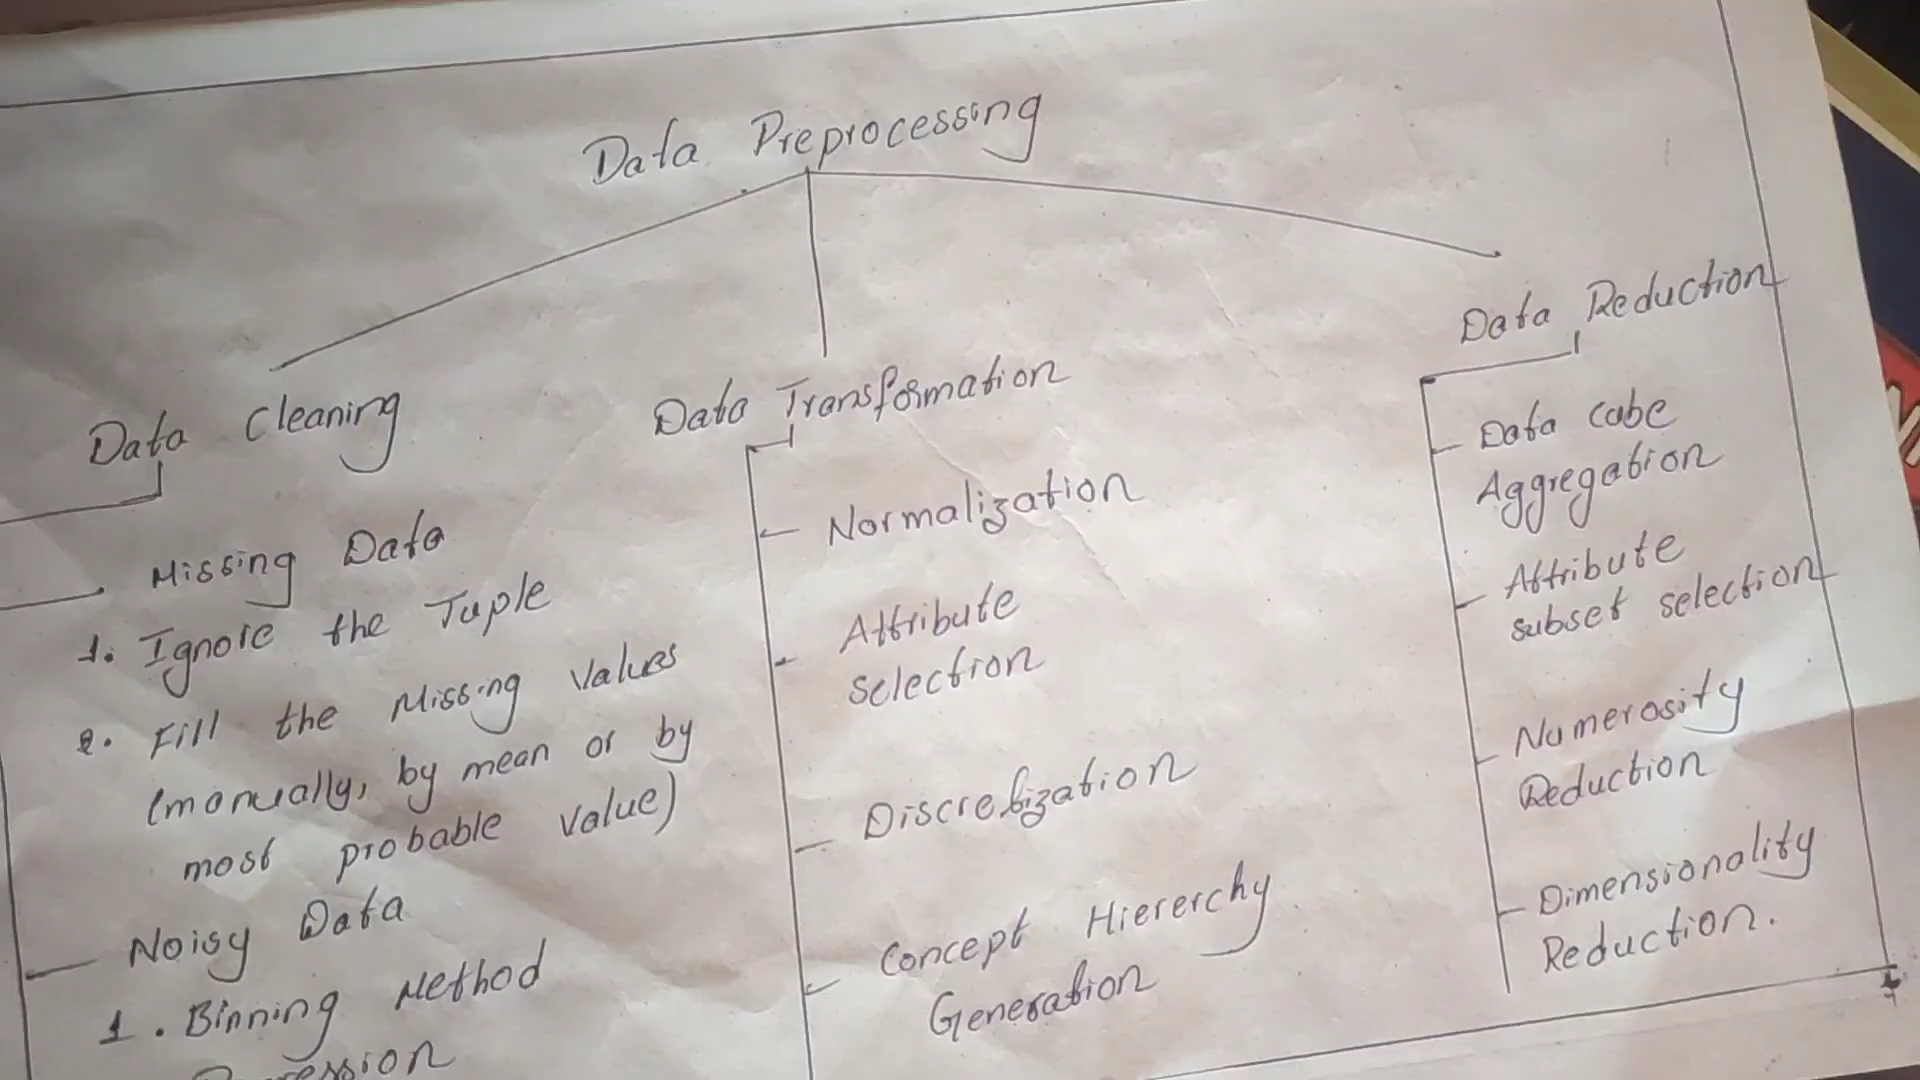 Data Preprocessing
Data Cleaning
Missing Data
1. Ignore the Tuple
2. Fill the Missing Values
(manually, by mean or by
most probable value)
Noisy Data
1. Binning Method
Data Transformation
Normalization
Attribute
selection
Discretization
Concept Hiererchy
Generation
Data Reduction
Data cube
Aggregation
Attribute
subset selection
Numerosity
Reduction
Dimensionality
Reduction.